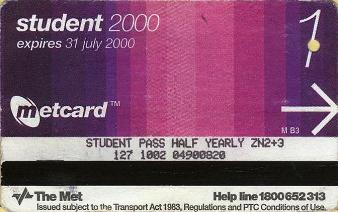 student 2000
expires 31 july 2000
1
metcard™
M B3
STUDENT PASS HALF YEARLY ZN2+3
127 1002 04900820
The Met
Help line 1800 652 313
Issued subject to the Transport Act 1983, Regulations and PTC Conditions of Use.